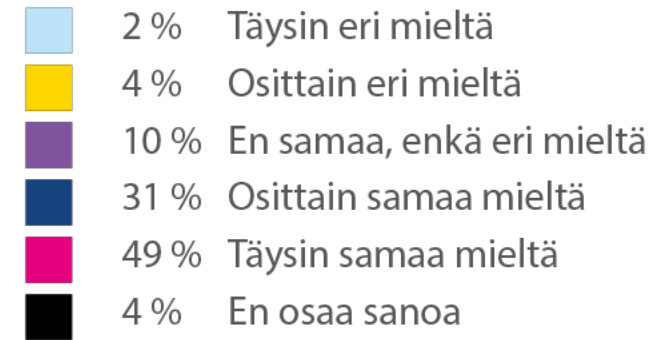 2 % Täysin eri mieltä
4 % Osittain eri mieltä
10 % En samaa, enkä eri mieltä
31 % Osittain samaa mieltä
49 % Täysin samaa mieltä
4 % En osaa sanoa